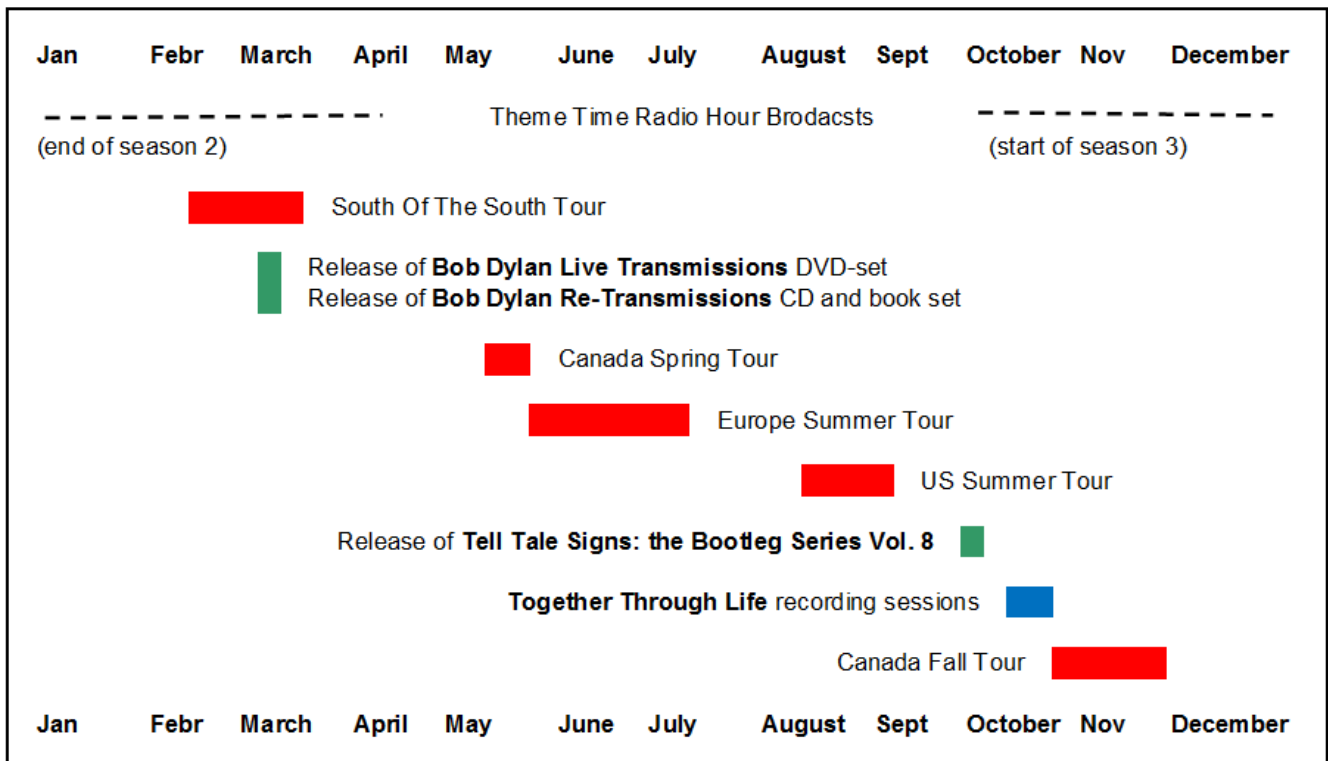 Jan Febr March April May June July August Sept October Nov December
Theme Time Radio Hour Brodacsts
(end of season 2) (start of season 3)
South Of The South Tour
Release of Bob Dylan Live Transmissions DVD-set
Release of Bob Dylan Re-Transmissions CD and book set
Canada Spring Tour
Europe Summer Tour
US Summer Tour
Release of Tell Tale Signs: the Bootleg Series Vol. 8
Together Through Life recording sessions
Canada Fall Tour
Jan Febr March April May June July August Sept October Nov December